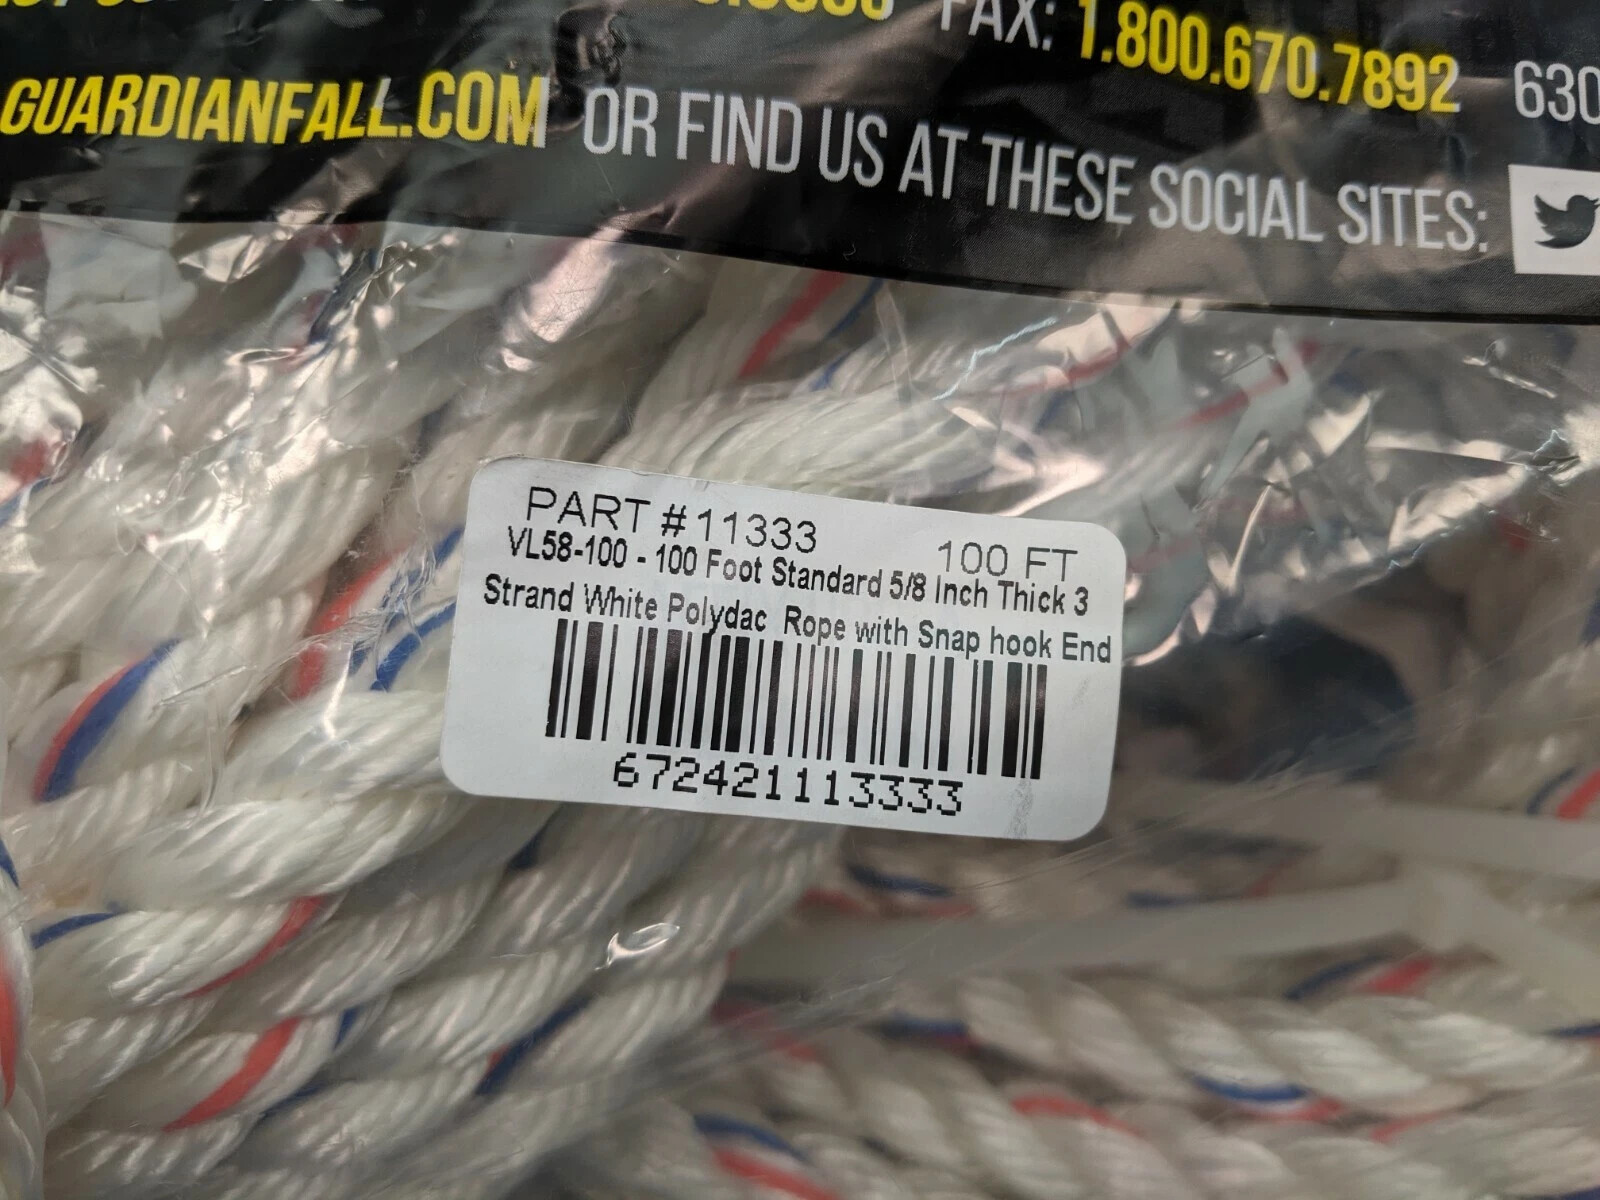 FAX: 1.800.670.7892 630
GUARDIANFALL.COM OR FIND US AT THESE SOCIAL SITES:
PART #11333 100 FT
VL58-100 - 100 Foot Standard 5/8 Inch Thick 3
Strand White Polydac Rope with Snap hook End
672421113333